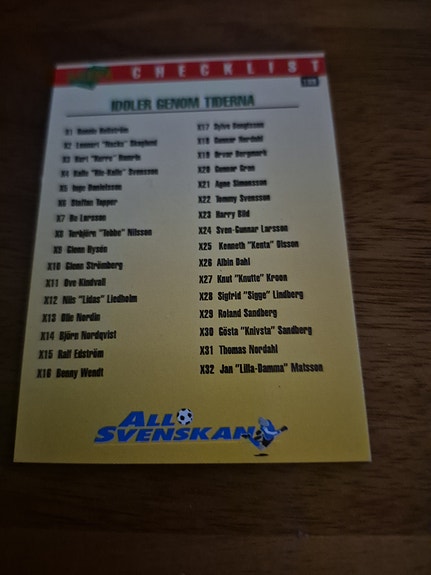 CHECKLIST
IDOLER GENOM TIDERNA
X1 Ronnie Hellström
X2 Lennart "Nacka" Skoglund
X3 Kurt "Kurre" Hamrin
X4 Kalle "Rio-Kalle" Svensson
X5 Inge Danielsson
X6 Staffan Tapper
X7 Bo Larsson
X8 Torbjörn "Tobbe" Nilsson
X9 Glenn Hysén
X10 Glenn Strömberg
X11 Ove Kindvall
X12 Nils "Lidas" Liedholm
X13 Olle Nordin
X14 Björn Nordqvist
X15 Ralf Edström
X16 Benny Wendt
X17 Sylve Bengtsson
X18 Gunnar Nordahl
X19 Orvar Bergmark
X20 Gunnar Gren
X21 Agne Simonsson
X22 Tommy Svensson
X23 Harry Bild
X24 Sven-Gunnar Larsson
X25 Kenneth "Kenta" Olsson
X26 Albin Dahl
X27 Knut "Knutte" Kroon
X28 Sigfrid "Sigge" Lindberg
X29 Roland Sandberg
X30 Gösta "Knivsta" Sandberg
X31 Thomas Nordahl
X32 Jan "Lilla-Damma" Matsson
ALL
SVENSKAN